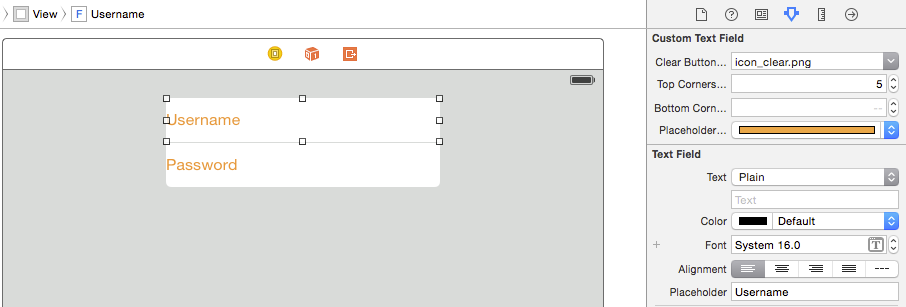 View
F Username
Custom Text Field
Clear Button... icon_clear.png
Top Corners... 5
Bottom Corn... --
Placeholder...
Username
Password
Text Field
Text Plain
Text
Color Default
+ Font System 16.0 T
Alignment ---
Placeholder Username